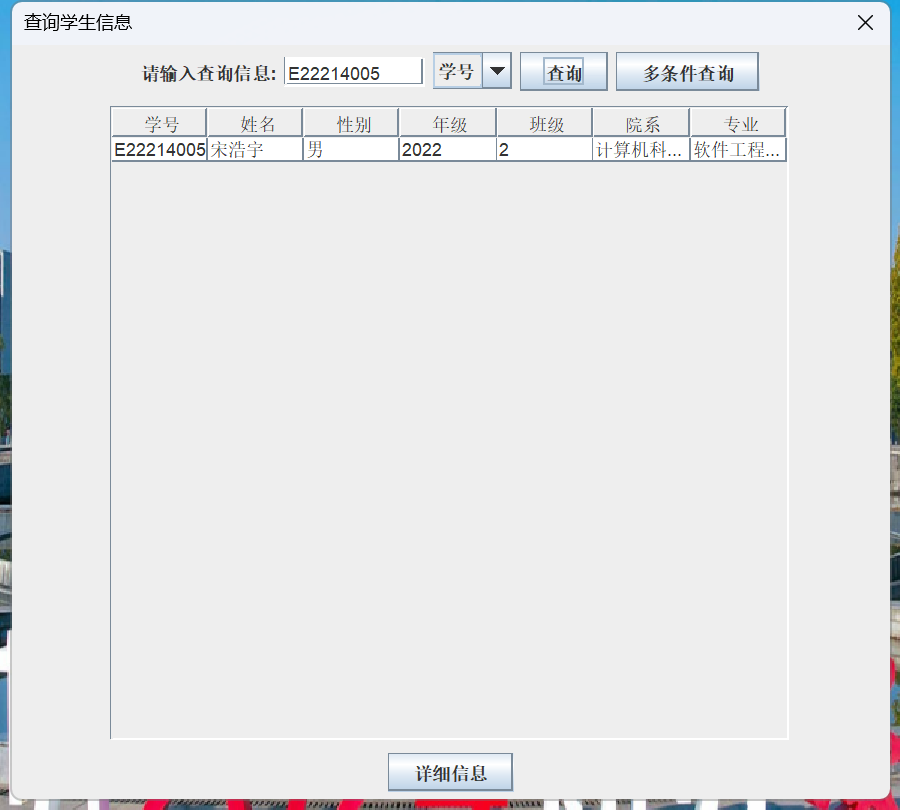 查询学生信息
请输入查询信息: E22214005 学号 查询 多条件查询
学号 姓名 性别 年级 班级 院系 专业
E22214005 宋浩宇 男 2022 2 计算机科... 软件工程...
详细信息